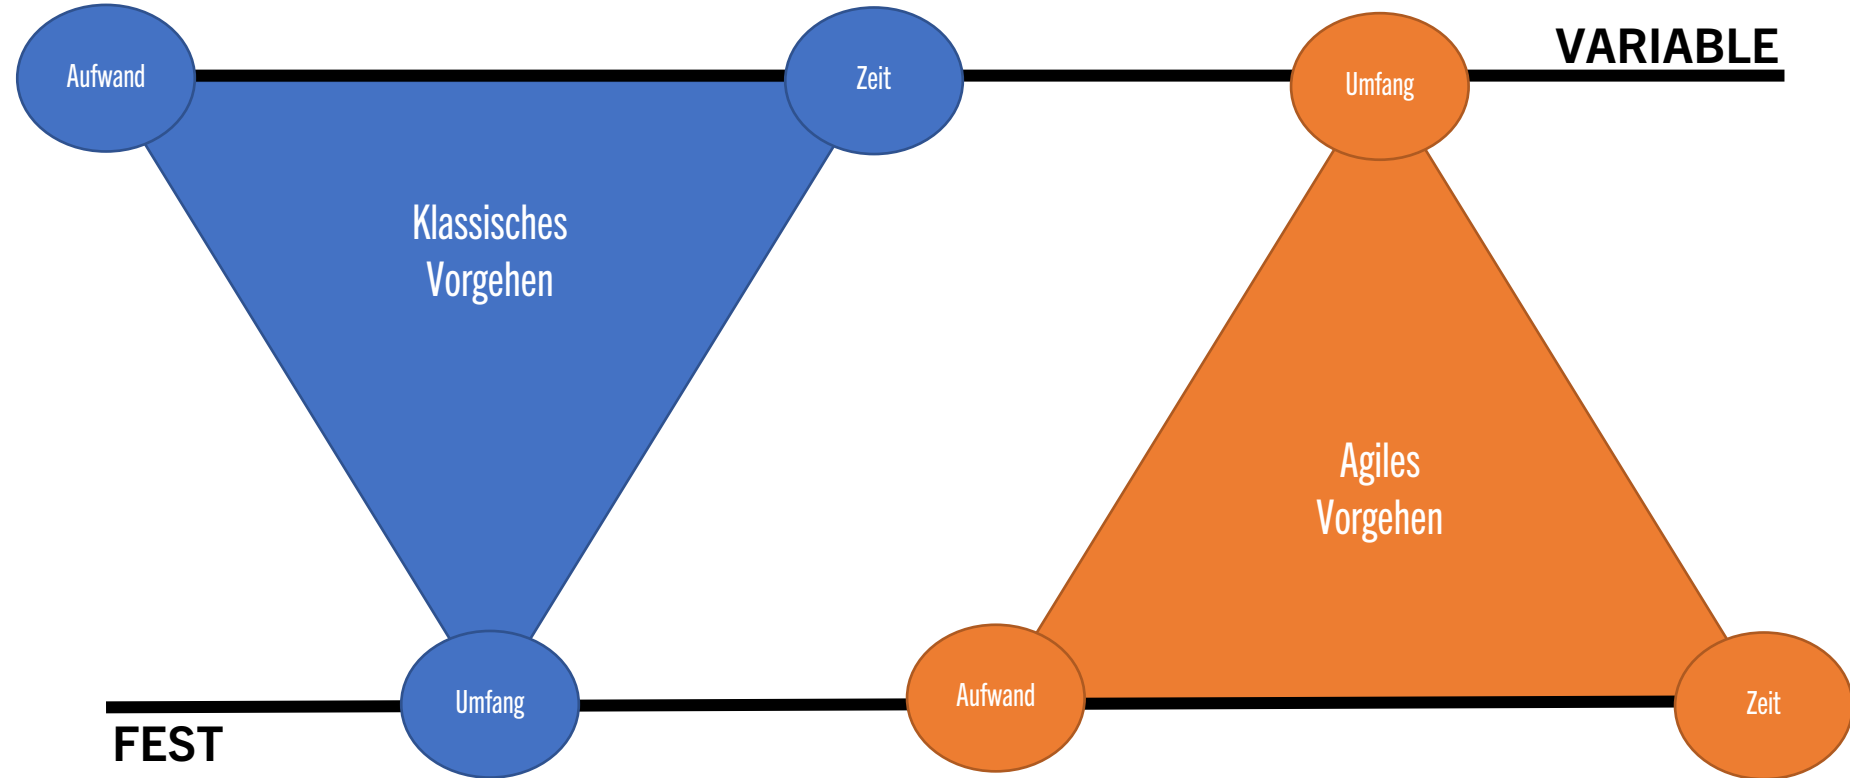 VARIABLE
Aufwand
Zeit
Umfang
Klassisches
Vorgehen
Agiles
Vorgehen
Umfang
Aufwand
Zeit
FEST